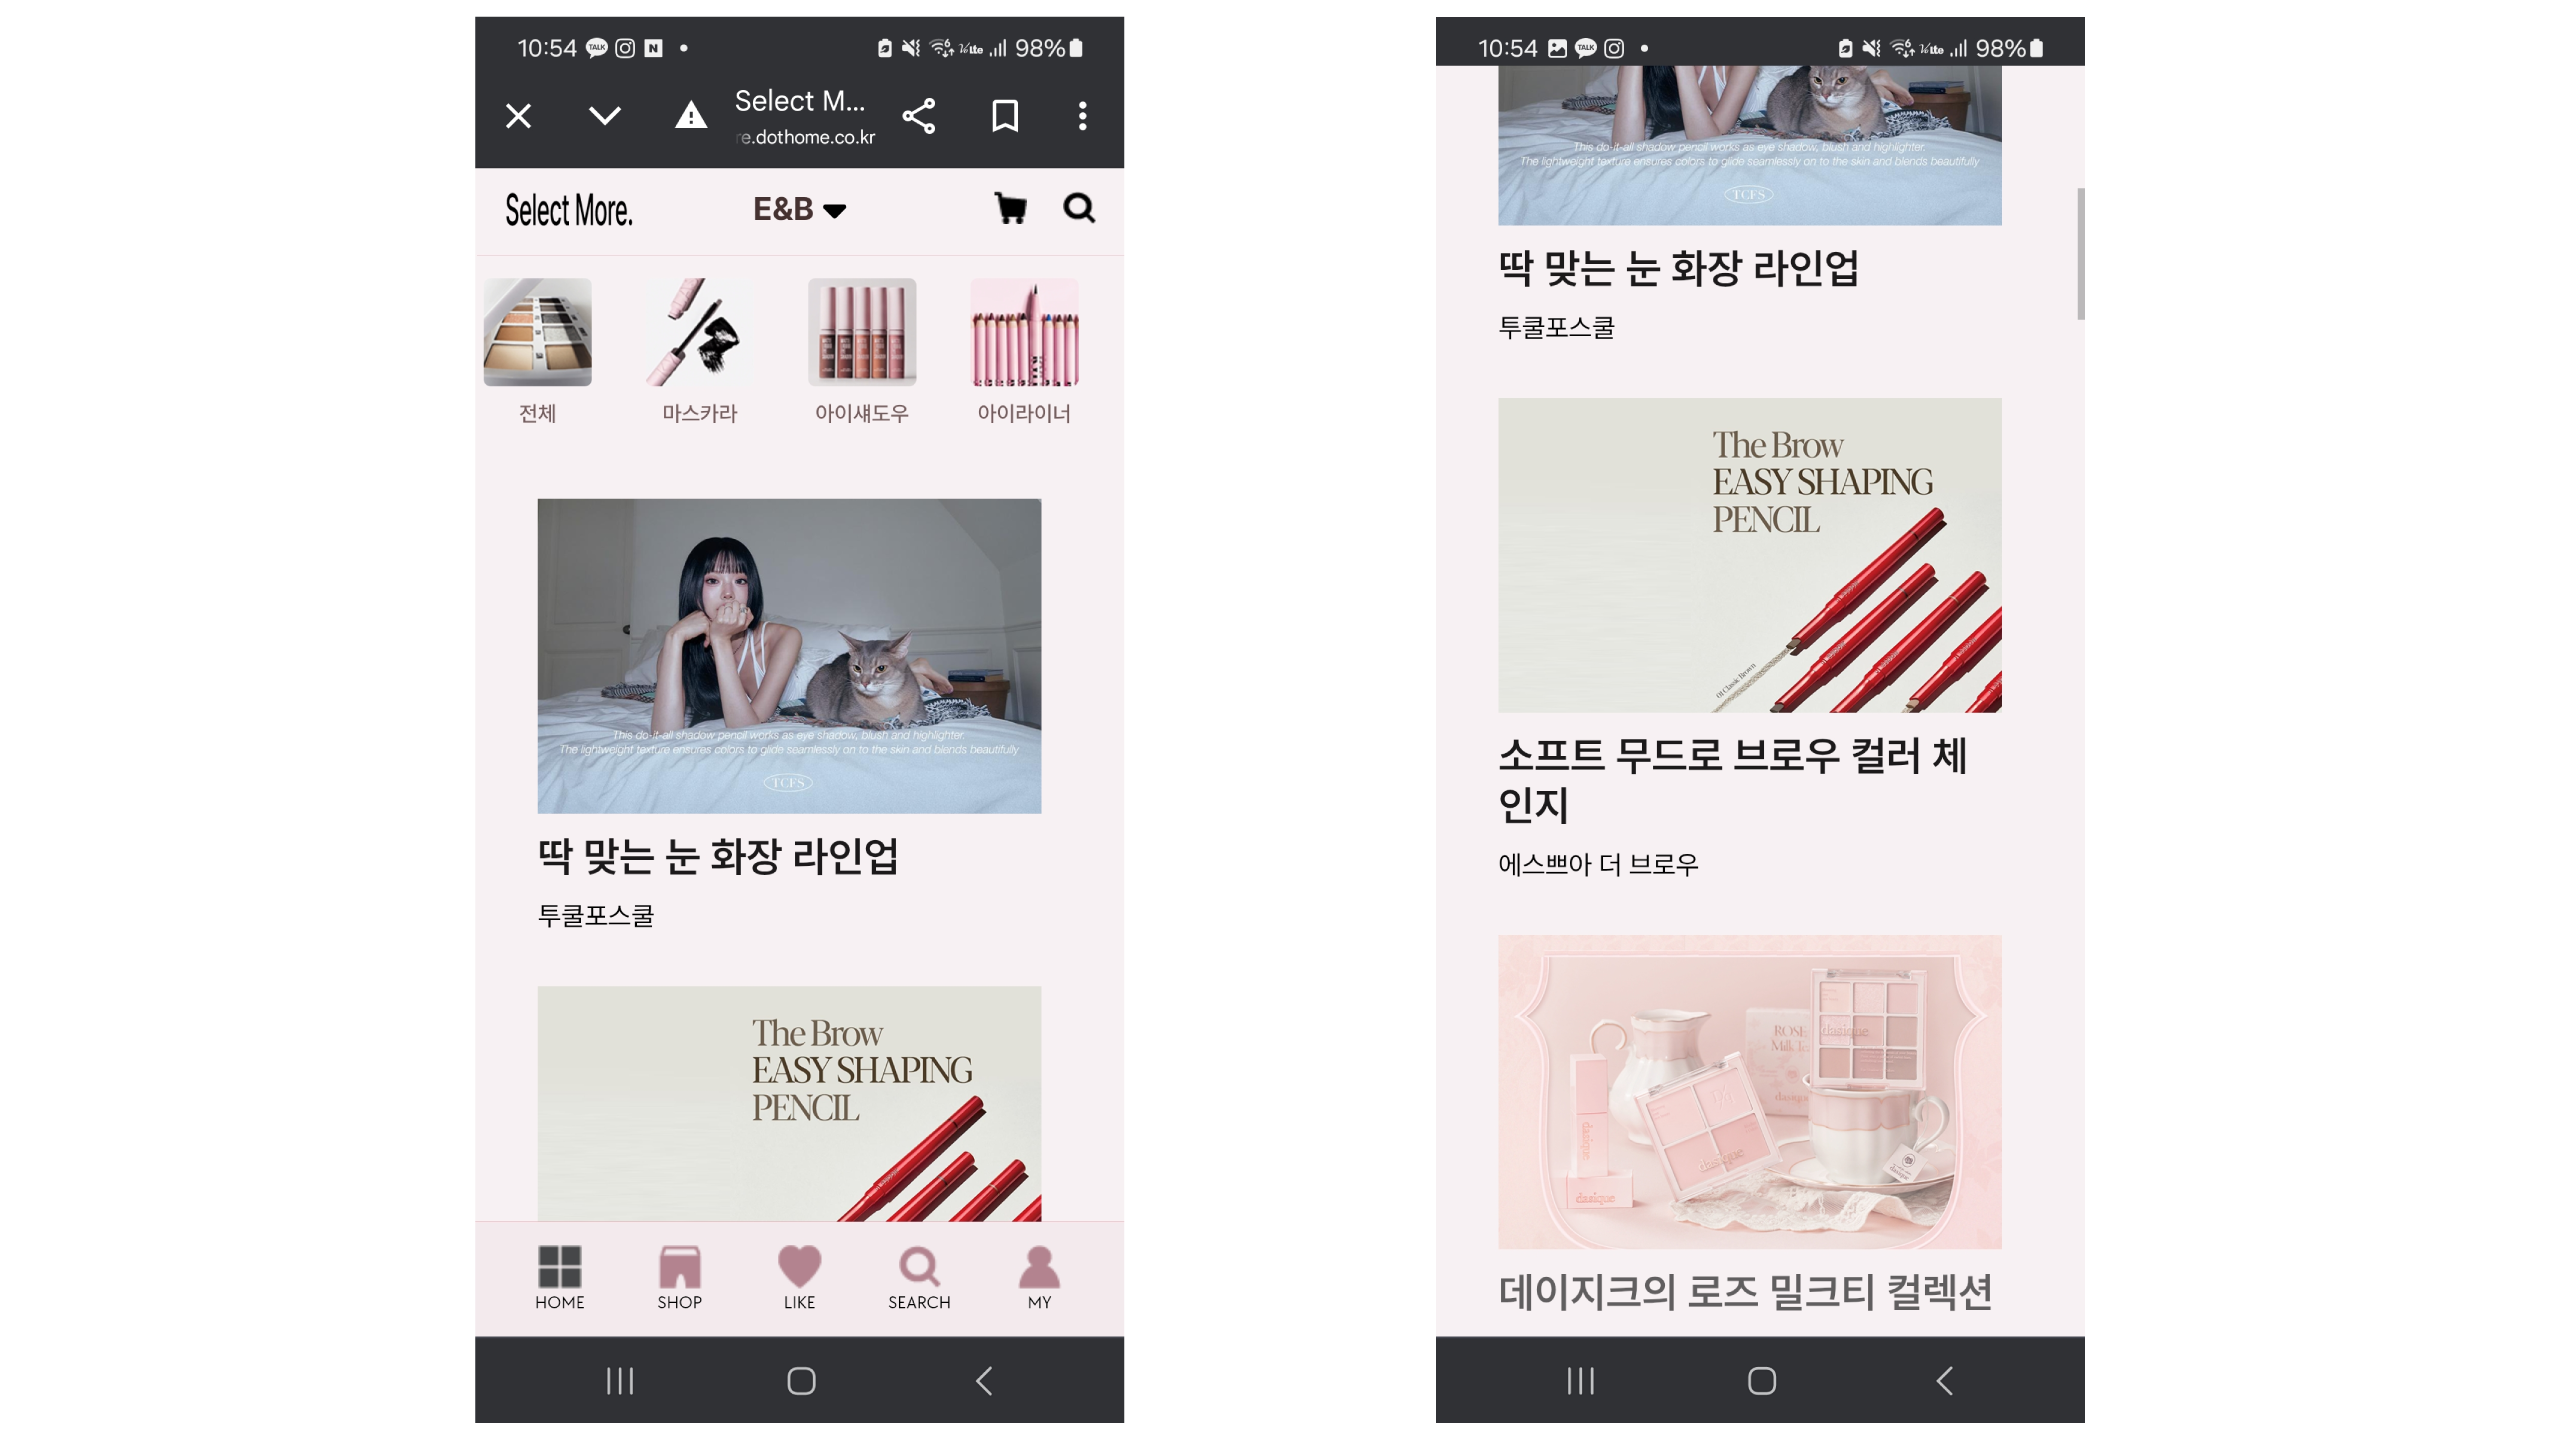 10:54
98%
Select M...
re.dothome.co.kr
Select More.
E&B
전체
마스카라
아이섀도우
아이라이너
This do-it-all shadow pencil works as eye shadow, blush and highlighter.
The lightweight texture ensures colors to glide seamlessly on to the skin and blends beautifully
TCFS
딱 맞는 눈 화장 라인업
투쿨포스쿨
The Brow
EASY SHAPING
PENCIL
HOME
SHOP
LIKE
SEARCH
MY
10:54
98%
This do-it-all shadow pencil works as eye shadow, blush and highlighter.
The lightweight texture ensures colors to glide seamlessly on to the skin and blends beautifully
TCFS
딱 맞는 눈 화장 라인업
투쿨포스쿨
The Brow
EASY SHAPING
PENCIL
01 Classic Brown
소프트 무드로 브로우 컬러 체
인지
에스쁘아 더 브로우
ROSE
dasique
dasique
dasique
dasique
데이지크의 로즈 밀크티 컬렉션